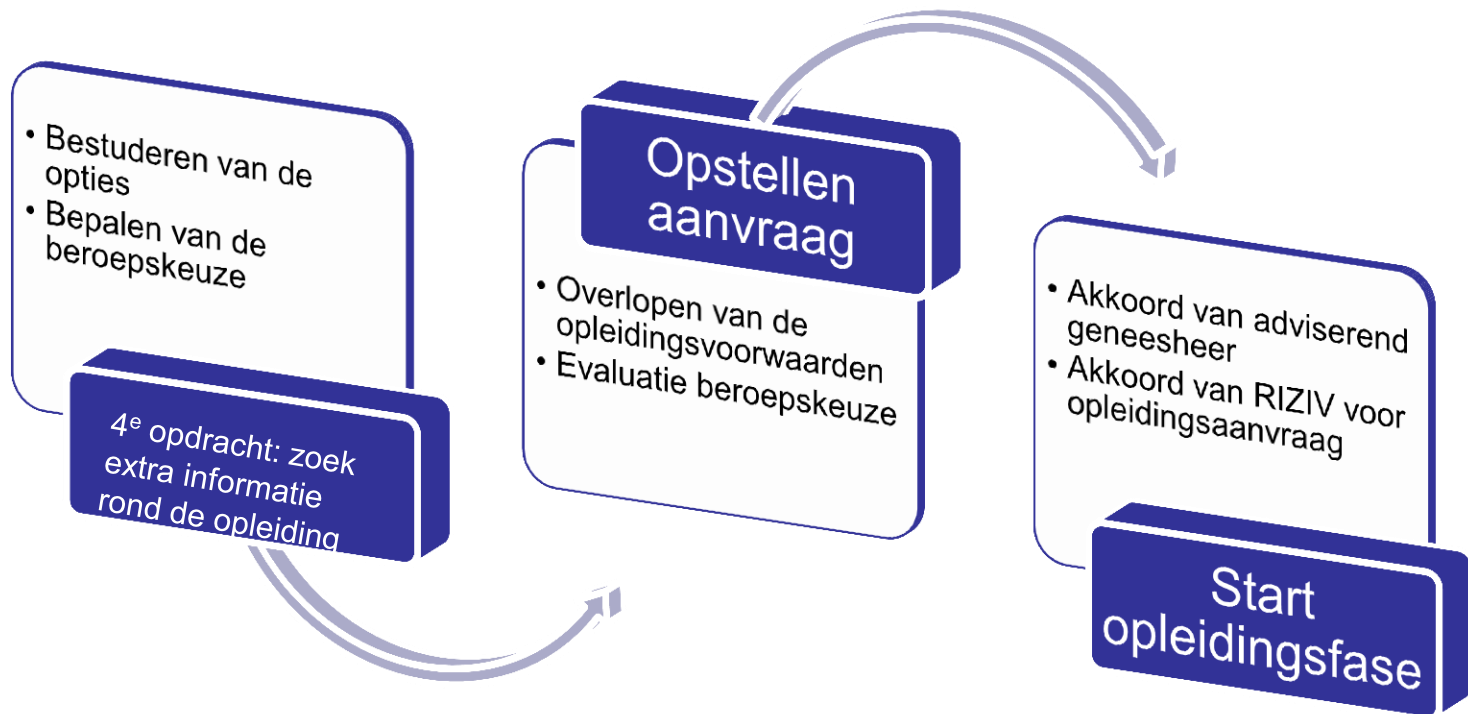 • Bestuderen van de
opties
• Bepalen van de
beroepskeuze
4e opdracht: zoek
extra informatie
rond de opleiding
Opstellen
aanvraag
• Overlopen van de
opleidingsvoorwaarden
• Evaluatie beroepskeuze
• Akkoord van adviserend
geneesheer
• Akkoord van RIZIV voor
opleidingsaanvraag
Start
opleidingsfase